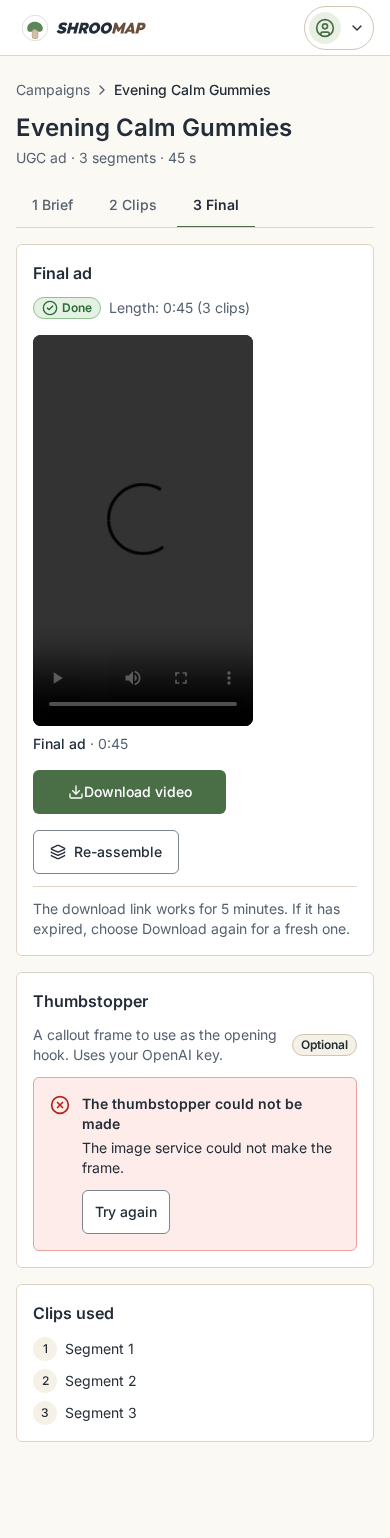 SHROOMAP
Campaigns > Evening Calm Gummies
Evening Calm Gummies
UGC ad · 3 segments · 45 s
1 Brief 2 Clips 3 Final
Final ad
Done Length: 0:45 (3 clips)
Final ad · 0:45
Download video
Re-assemble
The download link works for 5 minutes. If it has
expired, choose Download again for a fresh one.
Thumbstopper
A callout frame to use as the opening
hook. Uses your OpenAI key.
Optional
The thumbstopper could not be
made
The image service could not make the
frame.
Try again
Clips used
1 Segment 1
2 Segment 2
3 Segment 3